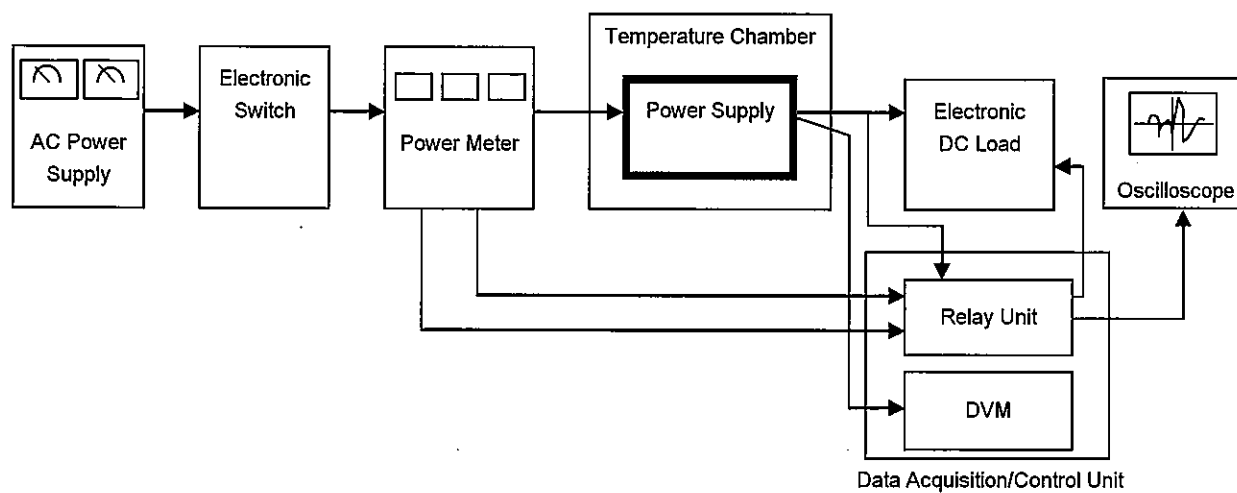 AC Power
Supply
Electronic
Switch
Power Meter
Temperature Chamber
Power Supply
Electronic
DC Load
Oscilloscope
Relay Unit
DVM
Data Acquisition/Control Unit